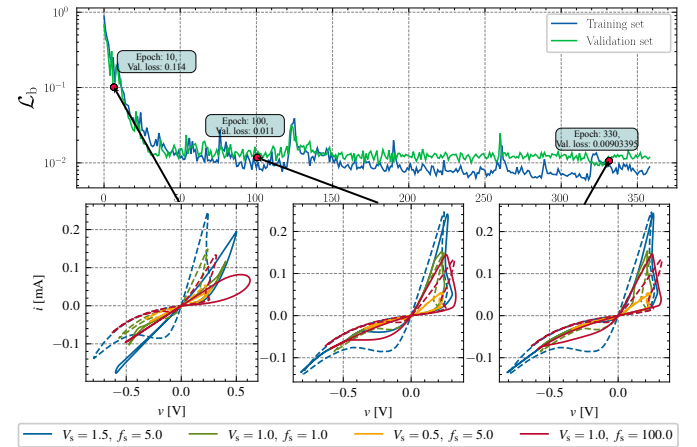 10⁰
10⁻¹
10⁻²
ℒb
Training set
Validation set
Epoch: 10,
Val. loss: 0.114
Epoch: 100,
Val. loss: 0.011
Epoch: 330,
Val. loss: 0.00903395
0 50 100 150 200 250 300 350
i [mA]
0.2
0.1
0.0
−0.1
−0.5 0.0 0.5
v [V]
0.2
0.1
0.0
−0.1
−0.5 0.0
v [V]
0.2
0.1
0.0
−0.1
−0.5 0.0
v [V]
Vs = 1.5, fs = 5.0 Vs = 1.0, fs = 1.0 Vs = 0.5, fs = 5.0 Vs = 1.0, fs = 100.0